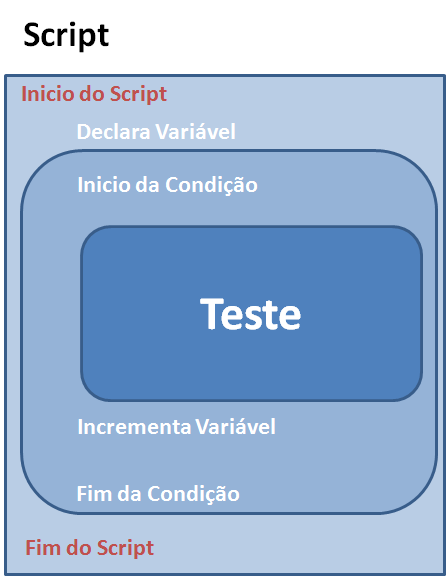 Script
Inicio do Script
Declara Variável
Inicio da Condição
Teste
Incrementa Variável
Fim da Condição
Fim do Script